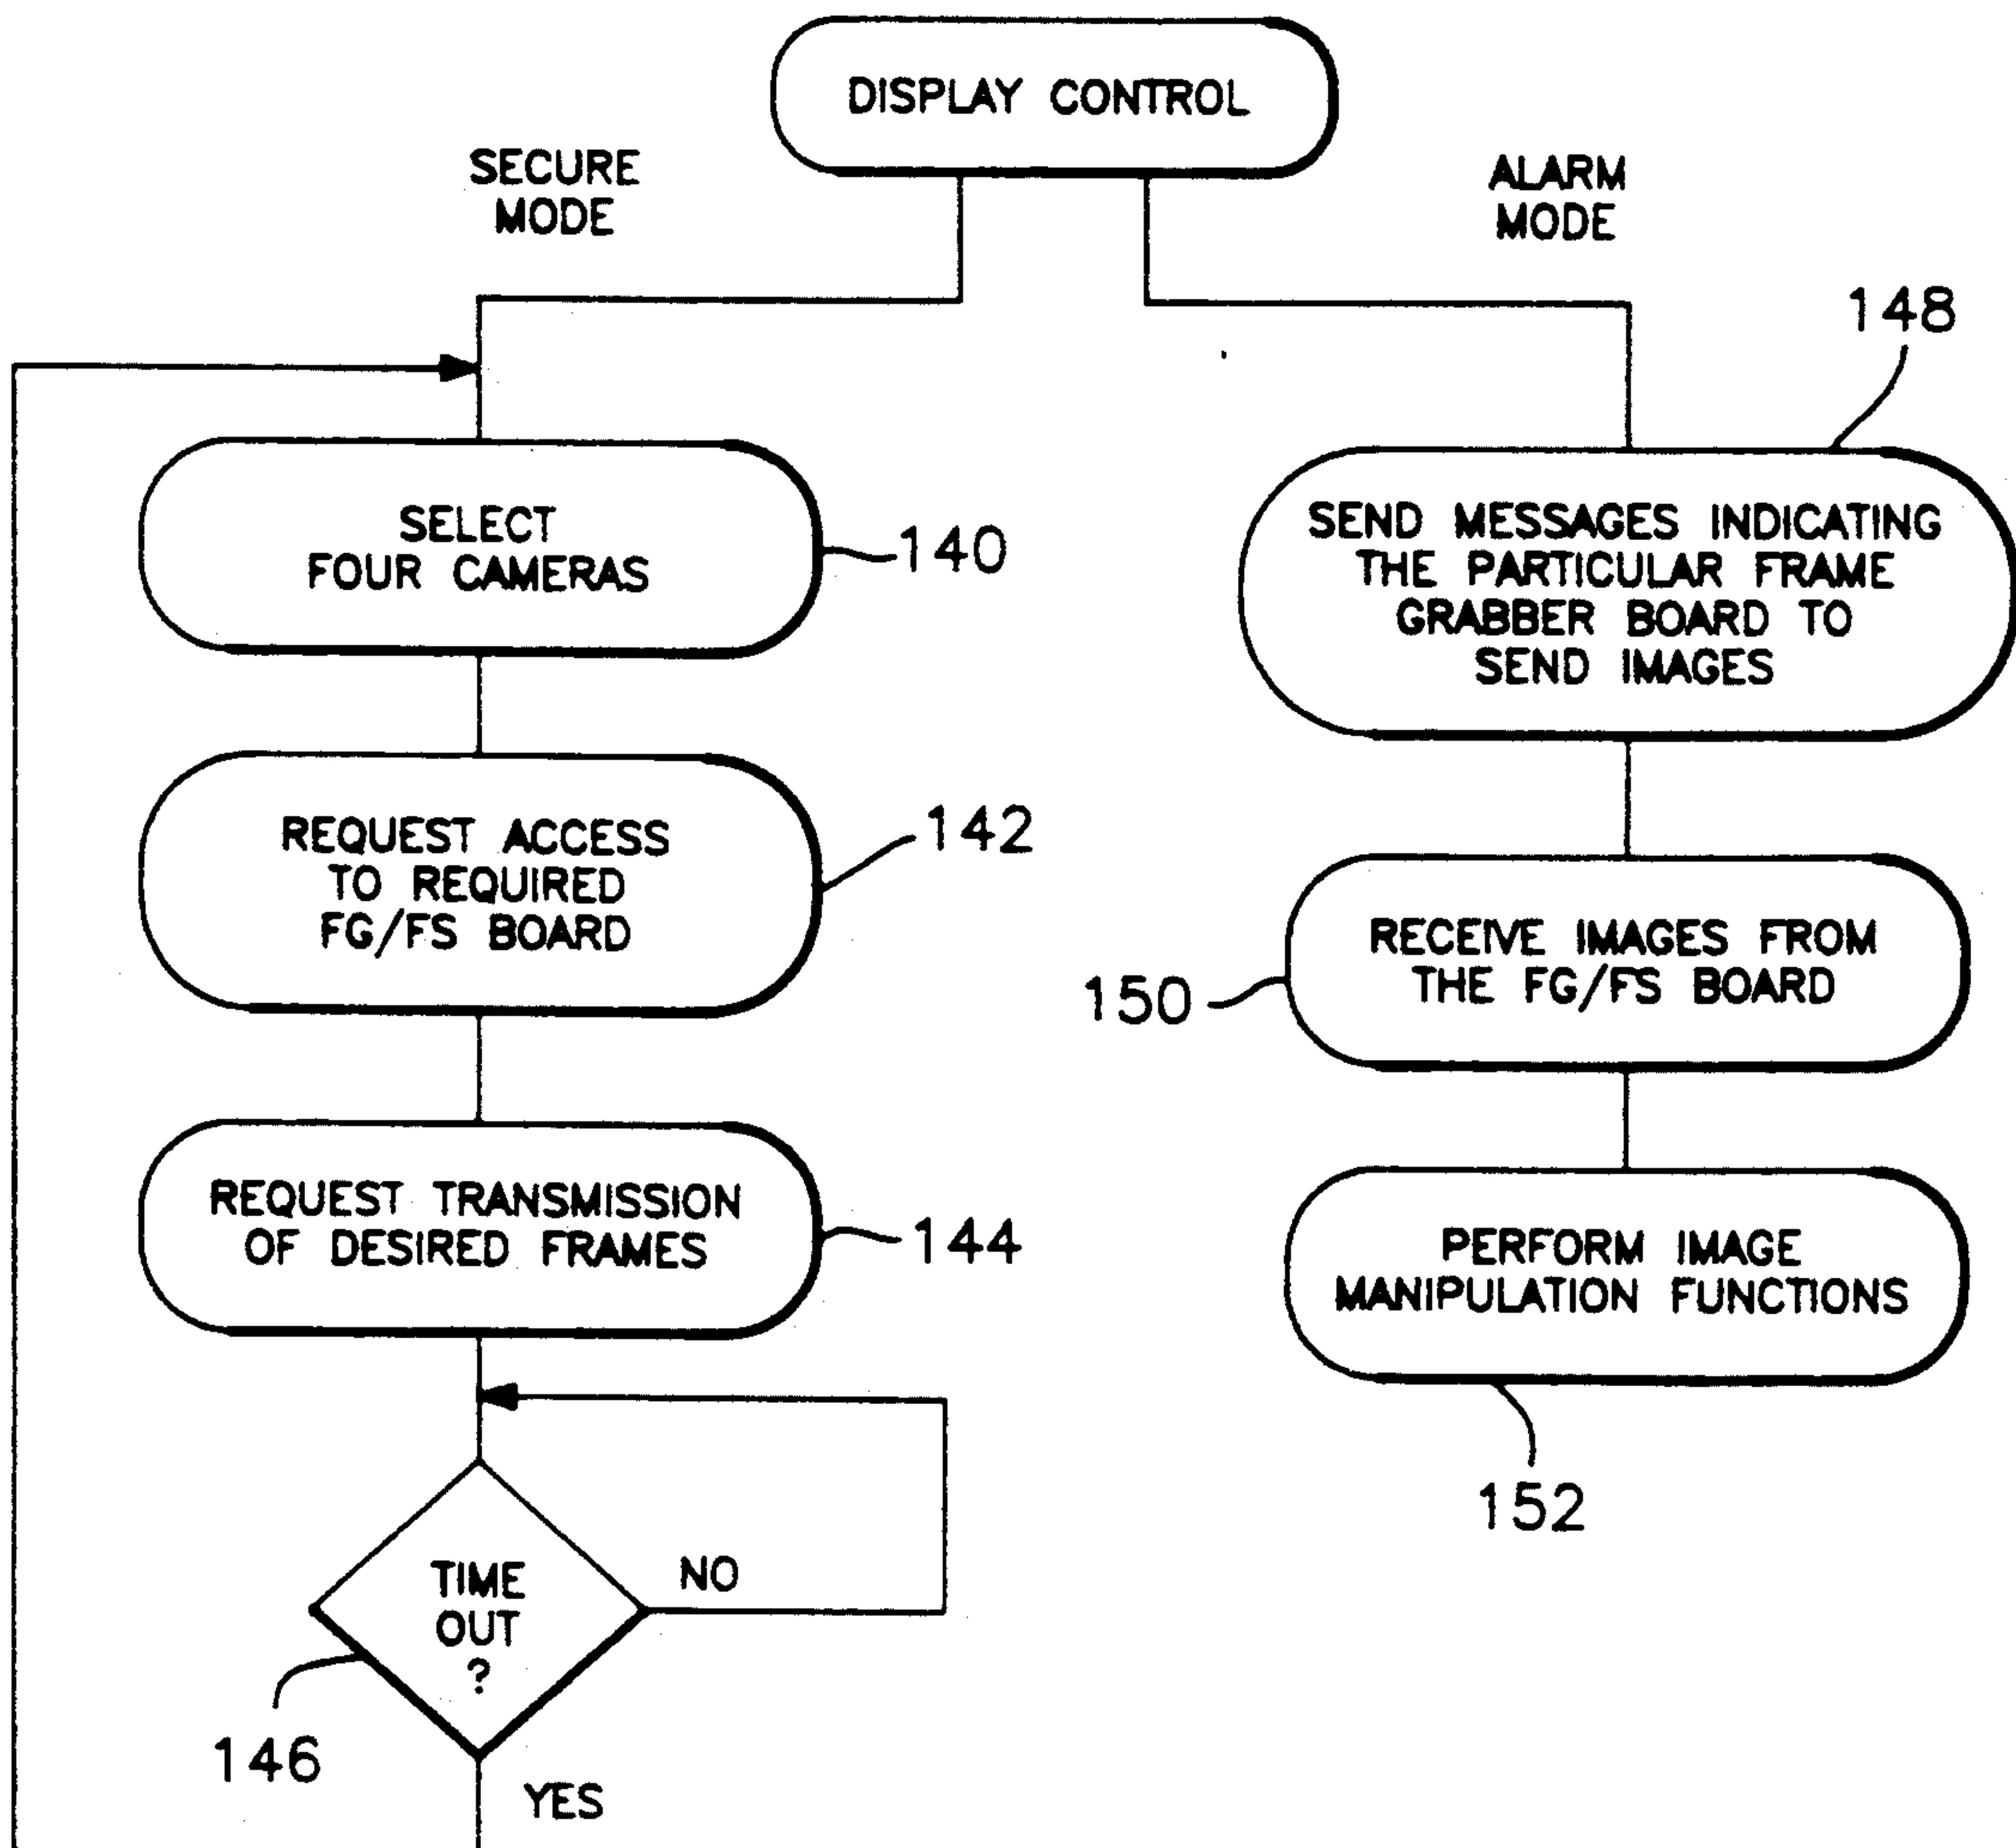 DISPLAY CONTROL
SECURE
MODE
ALARM
MODE
148
SELECT
FOUR CAMERAS
140
SEND MESSAGES INDICATING
THE PARTICULAR FRAME
GRABBER BOARD TO
SEND IMAGES
REQUEST ACCESS
TO REQUIRED
FG/FS BOARD
142
RECEIVE IMAGES FROM
THE FG/FS BOARD
150
REQUEST TRANSMISSION
OF DESIRED FRAMES
144
PERFORM IMAGE
MANIPULATION FUNCTIONS
152
TIME
OUT
?
NO
146
YES